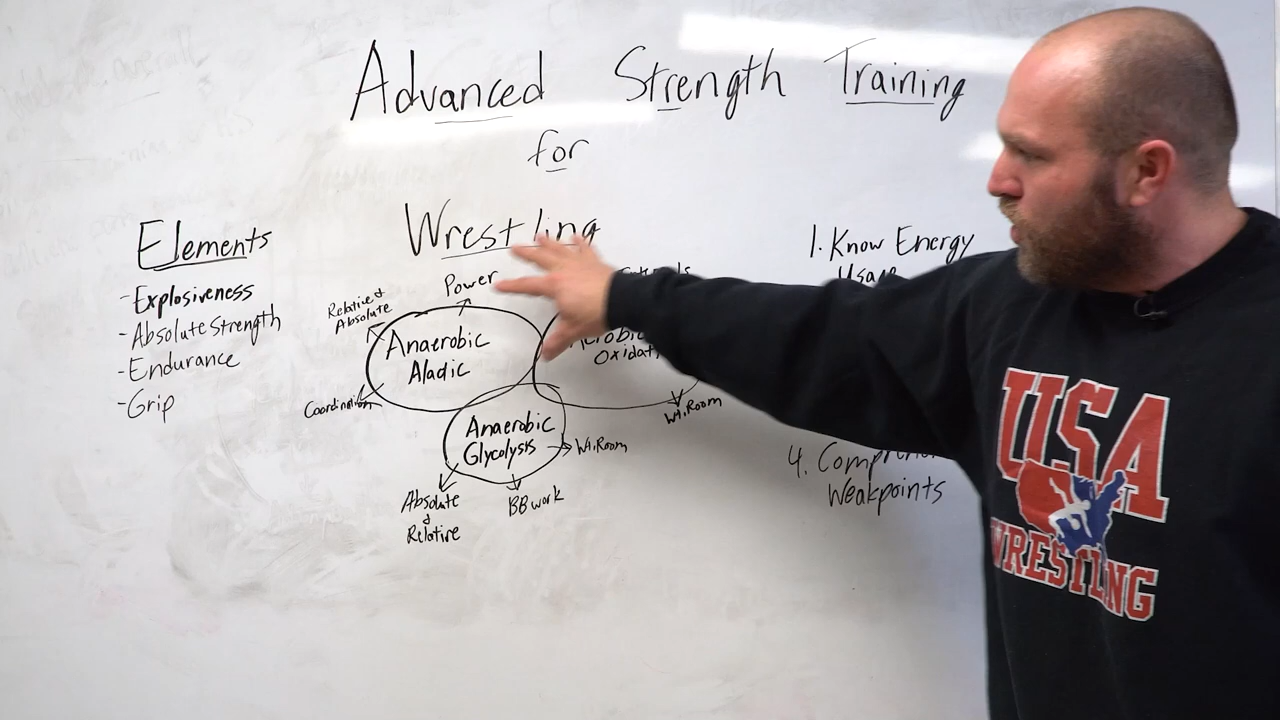 Advanced Strength Training
for
Wrestling
Elements
-Explosiveness
-Absolute Strength
-Endurance
-Grip
Power
Relative &
Absolute
Anaerobic
Aladic
Coordination
Anaerobic
Glycolysis
Wt. Room
Absolute
&
Relative
BB work
Wt. Room
1. Know Energy
4.
Weakpoints
USA
WRESTLING